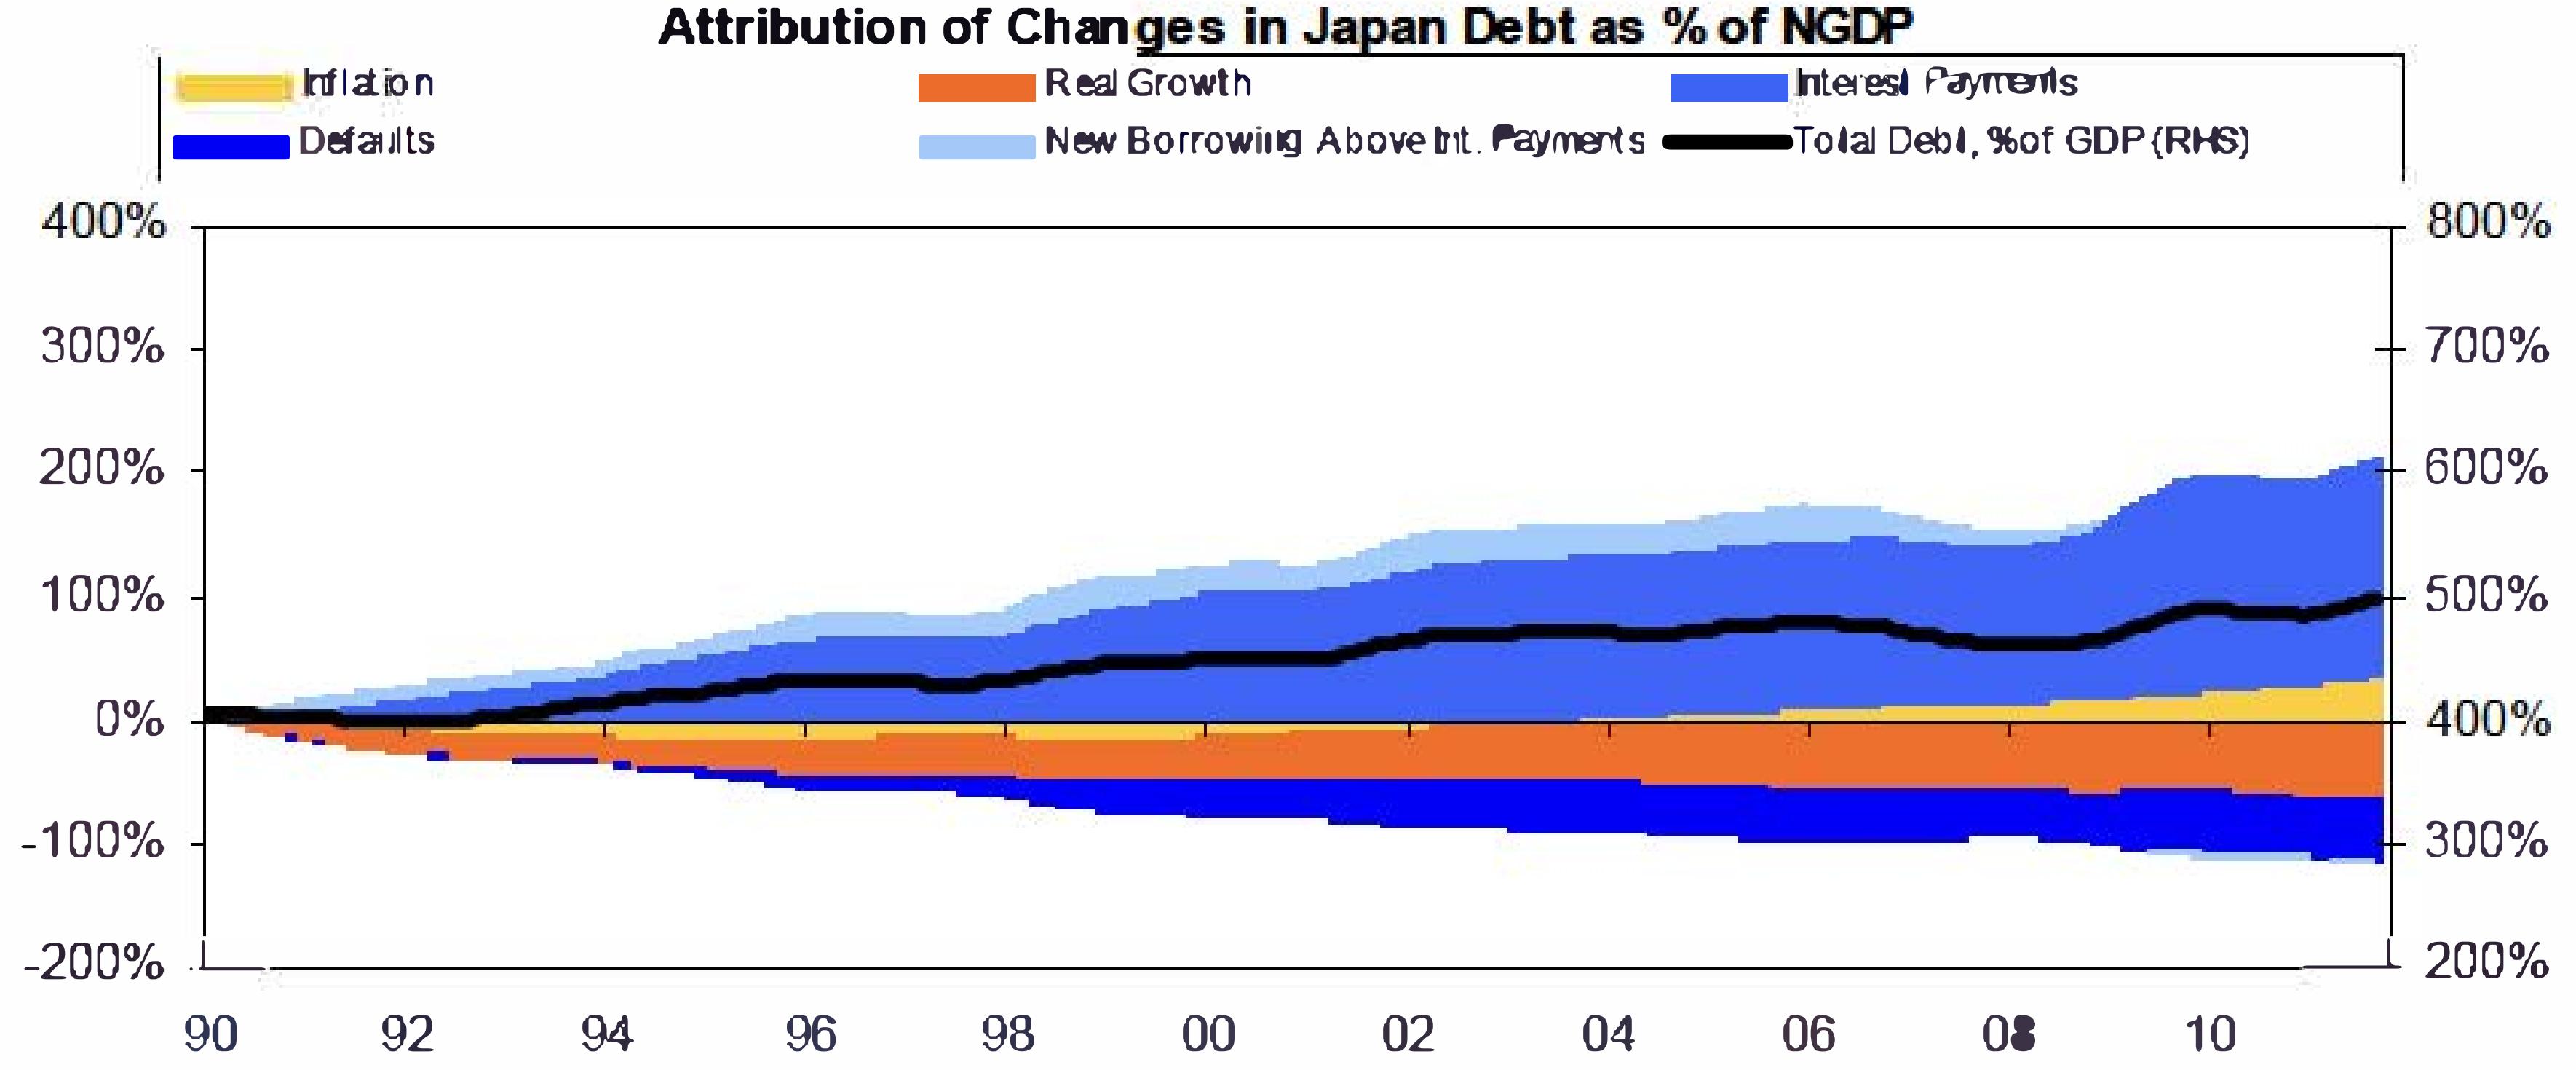 Attribution of Changes in Japan Debt as % of NGDP
Inflation Real Growth Interest Payments
Defaults New Borrowing Above Int. Payments Total Debt, %of GDP (RHS)
400% 800%
300% 700%
200% 600%
100% 500%
0% 400%
-100% 300%
-200% 200%
90 92 94 96 98 00 02 04 06 08 10